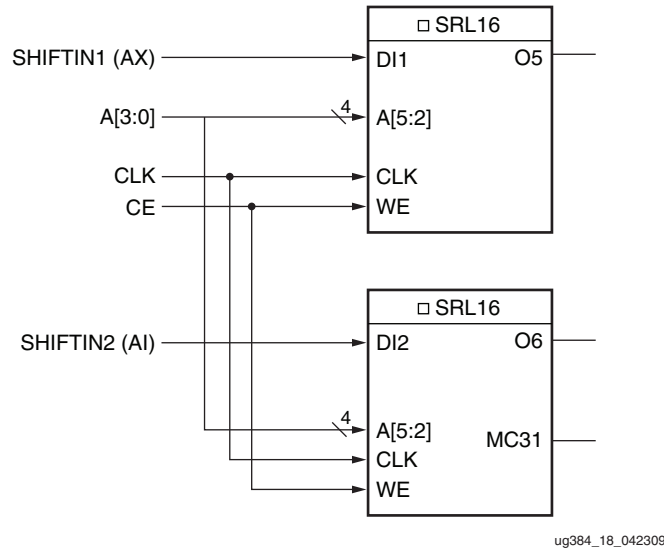 □ SRL16
SHIFTIN1 (AX) DI1 O5
A[3:0] 4 A[5:2]
CLK CLK
CE WE
□ SRL16
SHIFTIN2 (AI) DI2 O6
4 A[5:2] MC31
CLK
WE
ug384_18_042309